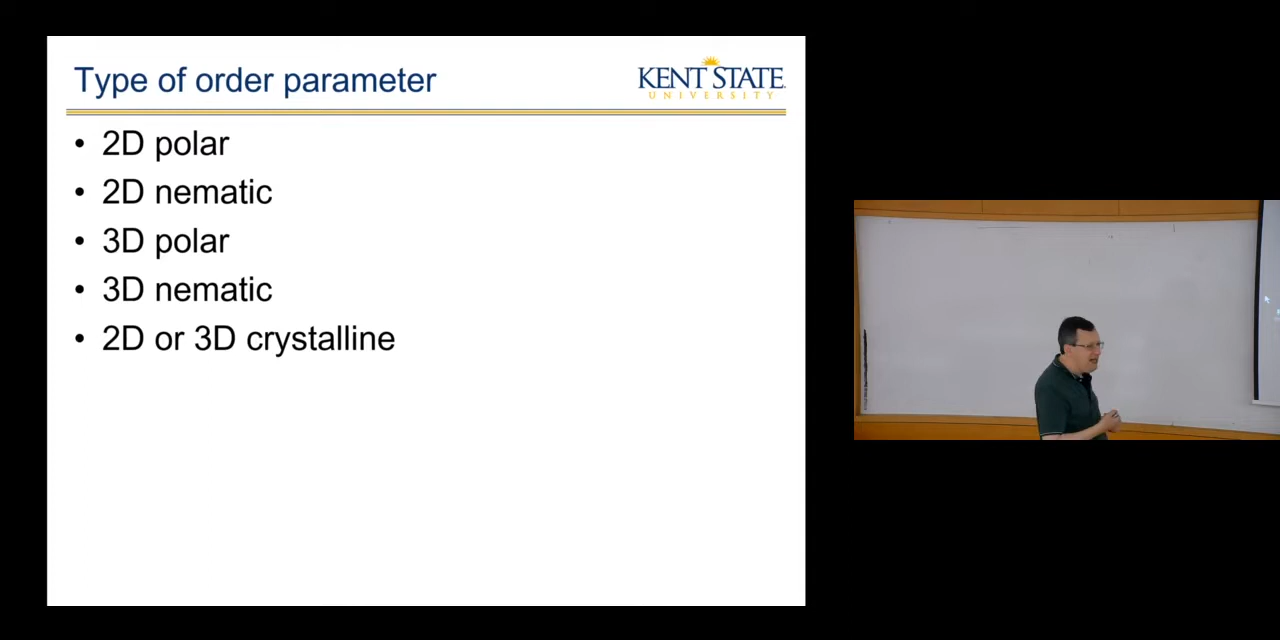 Type of order parameter
KENT STATE
UNIVERSITY
• 2D polar
• 2D nematic
• 3D polar
• 3D nematic
• 2D or 3D crystalline